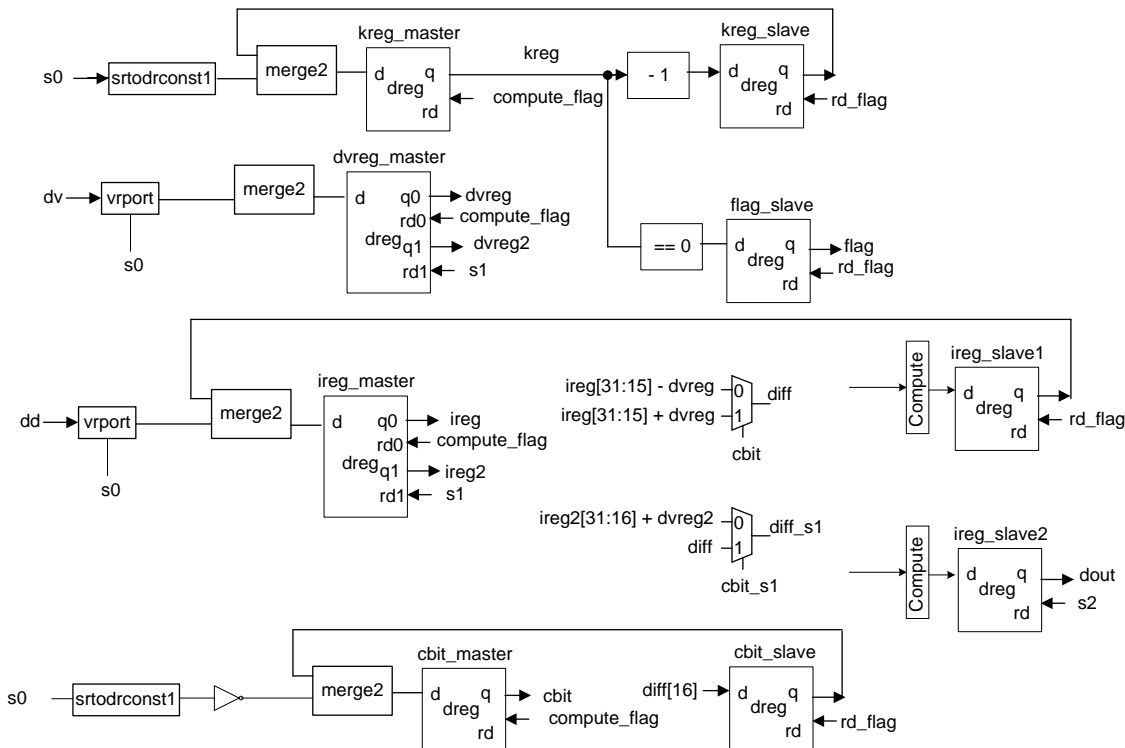 kreg_master
kreg_slave
s0
srtodrconst1
merge2
d
q
dreg
rd
compute_flag
kreg
- 1
d
q
dreg
rd
rd_flag
dvreg_master
dv
vrport
s0
merge2
d
q0
dvreg
rd0
compute_flag
dreg
q1
dvreg2
rd1
s1
flag_slave
== 0
d
q
dreg
rd
flag
rd_flag
ireg_master
dd
vrport
s0
merge2
d
q0
ireg
rd0
compute_flag
dreg
q1
ireg2
rd1
s1
ireg[31:15] - dvreg
0
ireg[31:15] + dvreg
1
diff
cbit
Compute
ireg_slave1
d
q
dreg
rd
rd_flag
ireg2[31:16] + dvreg2
0
diff
1
diff_s1
cbit_s1
Compute
ireg_slave2
d
q
dreg
rd
dout
s2
cbit_master
s0
srtodrconst1
merge2
d
q
dreg
rd
cbit
compute_flag
cbit_slave
diff[16]
d
q
dreg
rd
rd_flag